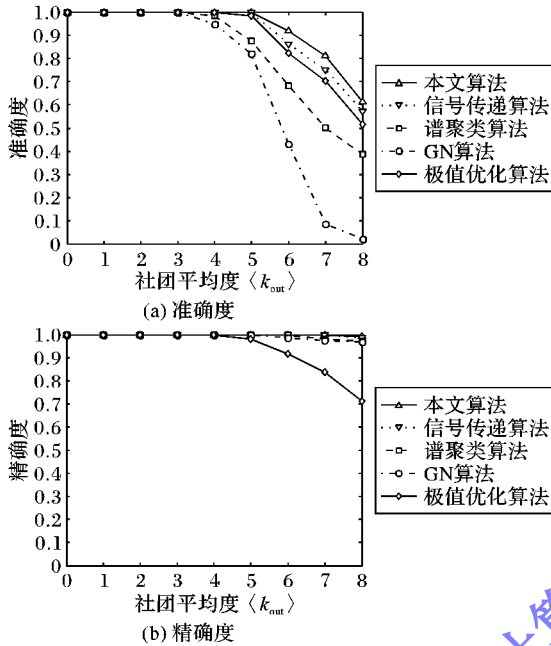 1.0
0.9
0.8
0.7
0.6
0.5
0.4
0.3
0.2
0.1
0
准确度
0 1 2 3 4 5 6 7 8
社团平均度〈kout〉
(a) 准确度
本文算法
信号传递算法
谱聚类算法
GN算法
极值优化算法
1.0
0.9
0.8
0.7
0.6
0.5
0.4
0.3
0.2
0.1
0
精确度
0 1 2 3 4 5 6 7 8
社团平均度〈kout〉
(b) 精确度
本文算法
信号传递算法
谱聚类算法
GN算法
极值优化算法